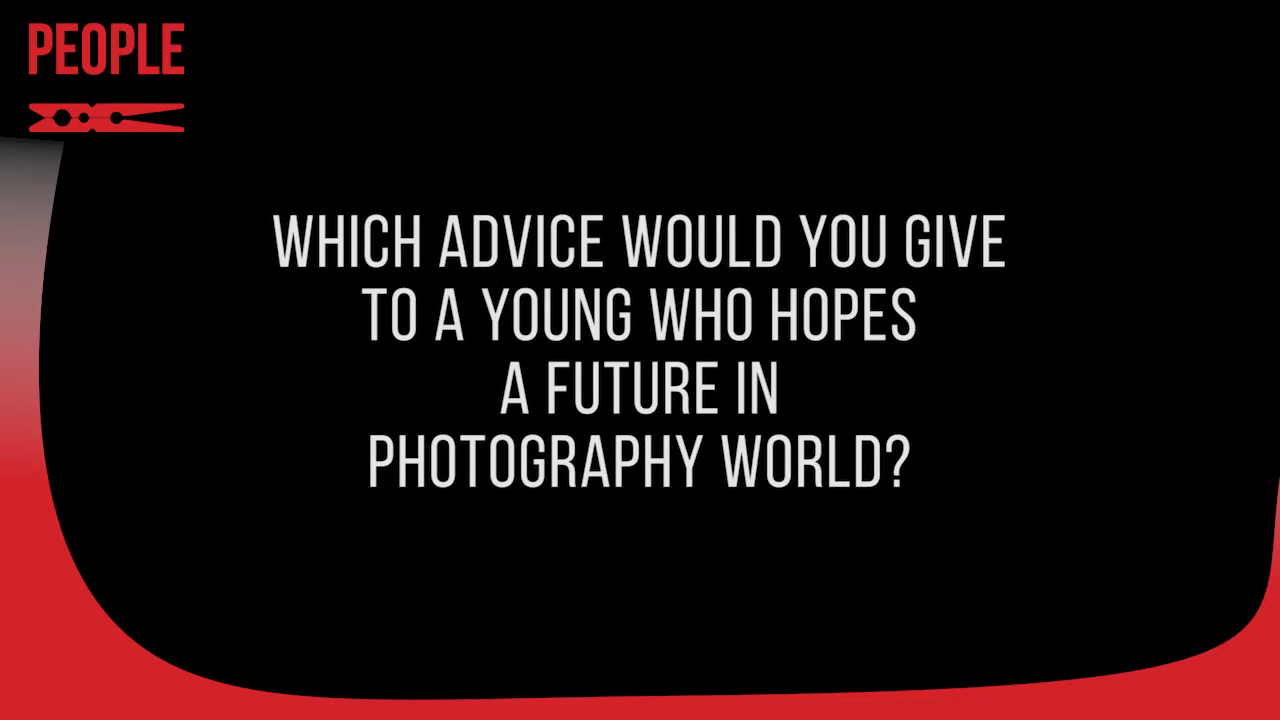 PEOPLE
WHICH ADVICE WOULD YOU GIVE
TO A YOUNG WHO HOPES
A FUTURE IN
PHOTOGRAPHY WORLD?